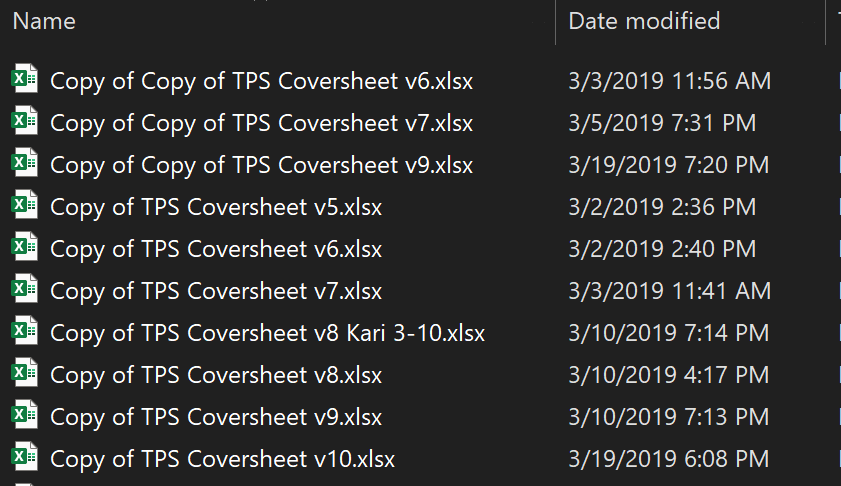 Name Date modified
Copy of Copy of TPS Coversheet v6.xlsx 3/3/2019 11:56 AM
Copy of Copy of TPS Coversheet v7.xlsx 3/5/2019 7:31 PM
Copy of Copy of TPS Coversheet v9.xlsx 3/19/2019 7:20 PM
Copy of TPS Coversheet v5.xlsx 3/2/2019 2:36 PM
Copy of TPS Coversheet v6.xlsx 3/2/2019 2:40 PM
Copy of TPS Coversheet v7.xlsx 3/3/2019 11:41 AM
Copy of TPS Coversheet v8 Kari 3-10.xlsx 3/10/2019 7:14 PM
Copy of TPS Coversheet v8.xlsx 3/10/2019 4:17 PM
Copy of TPS Coversheet v9.xlsx 3/10/2019 7:13 PM
Copy of TPS Coversheet v10.xlsx 3/19/2019 6:08 PM